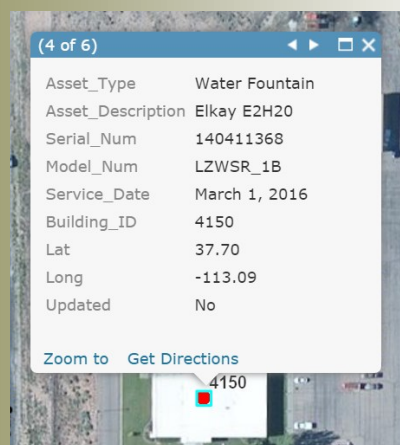 (4 of 6)
Asset_Type Water Fountain
Asset_Description Elkay E2H20
Serial_Num 140411368
Model_Num LZWSR_1B
Service_Date March 1, 2016
Building_ID 4150
Lat 37.70
Long -113.09
Updated No
Zoom to Get Directions
4150